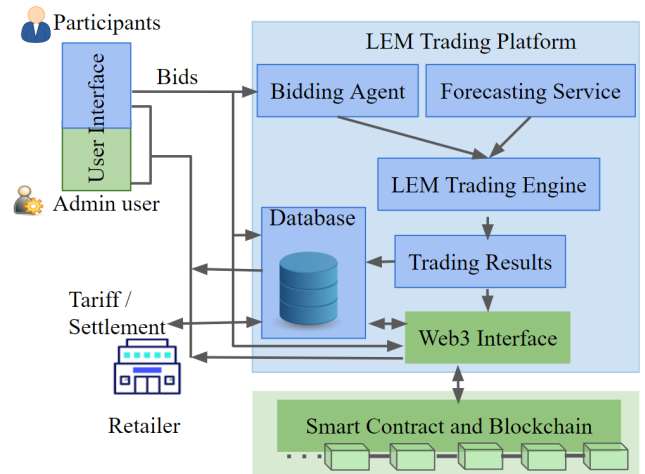 Participants
LEM Trading Platform
User Interface
Bids
Bidding Agent
Forecasting Service
LEM Trading Engine
Admin user
Database
Trading Results
Tariff /
Settlement
Web3 Interface
Retailer
Smart Contract and Blockchain